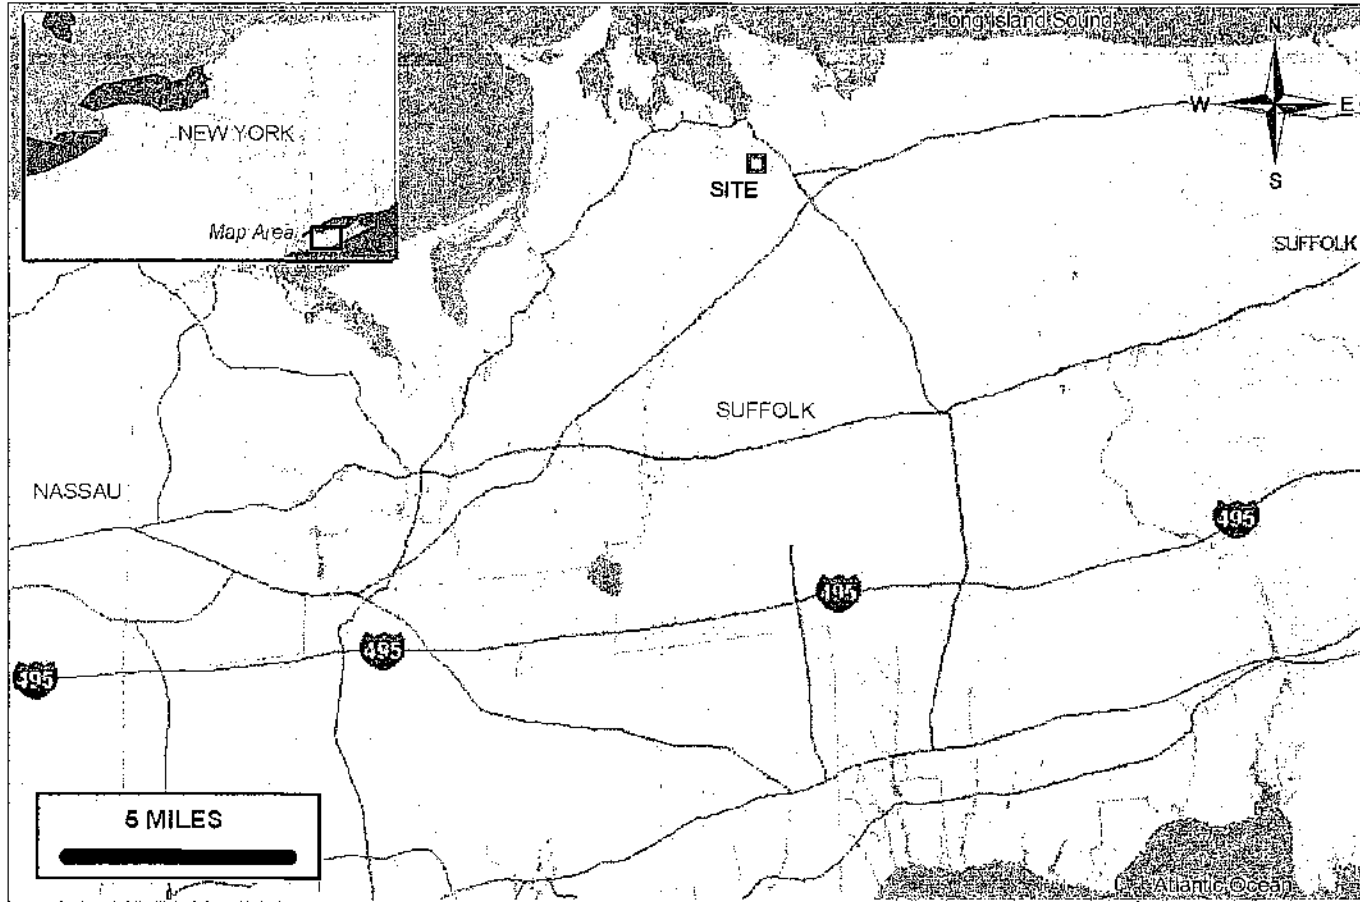 Long Island Sound
N
W E
S
NEW YORK
Map Area
SITE
SUFFOLK
SUFFOLK
NASSAU
495
495
495
495
5 MILES
Atlantic Ocean